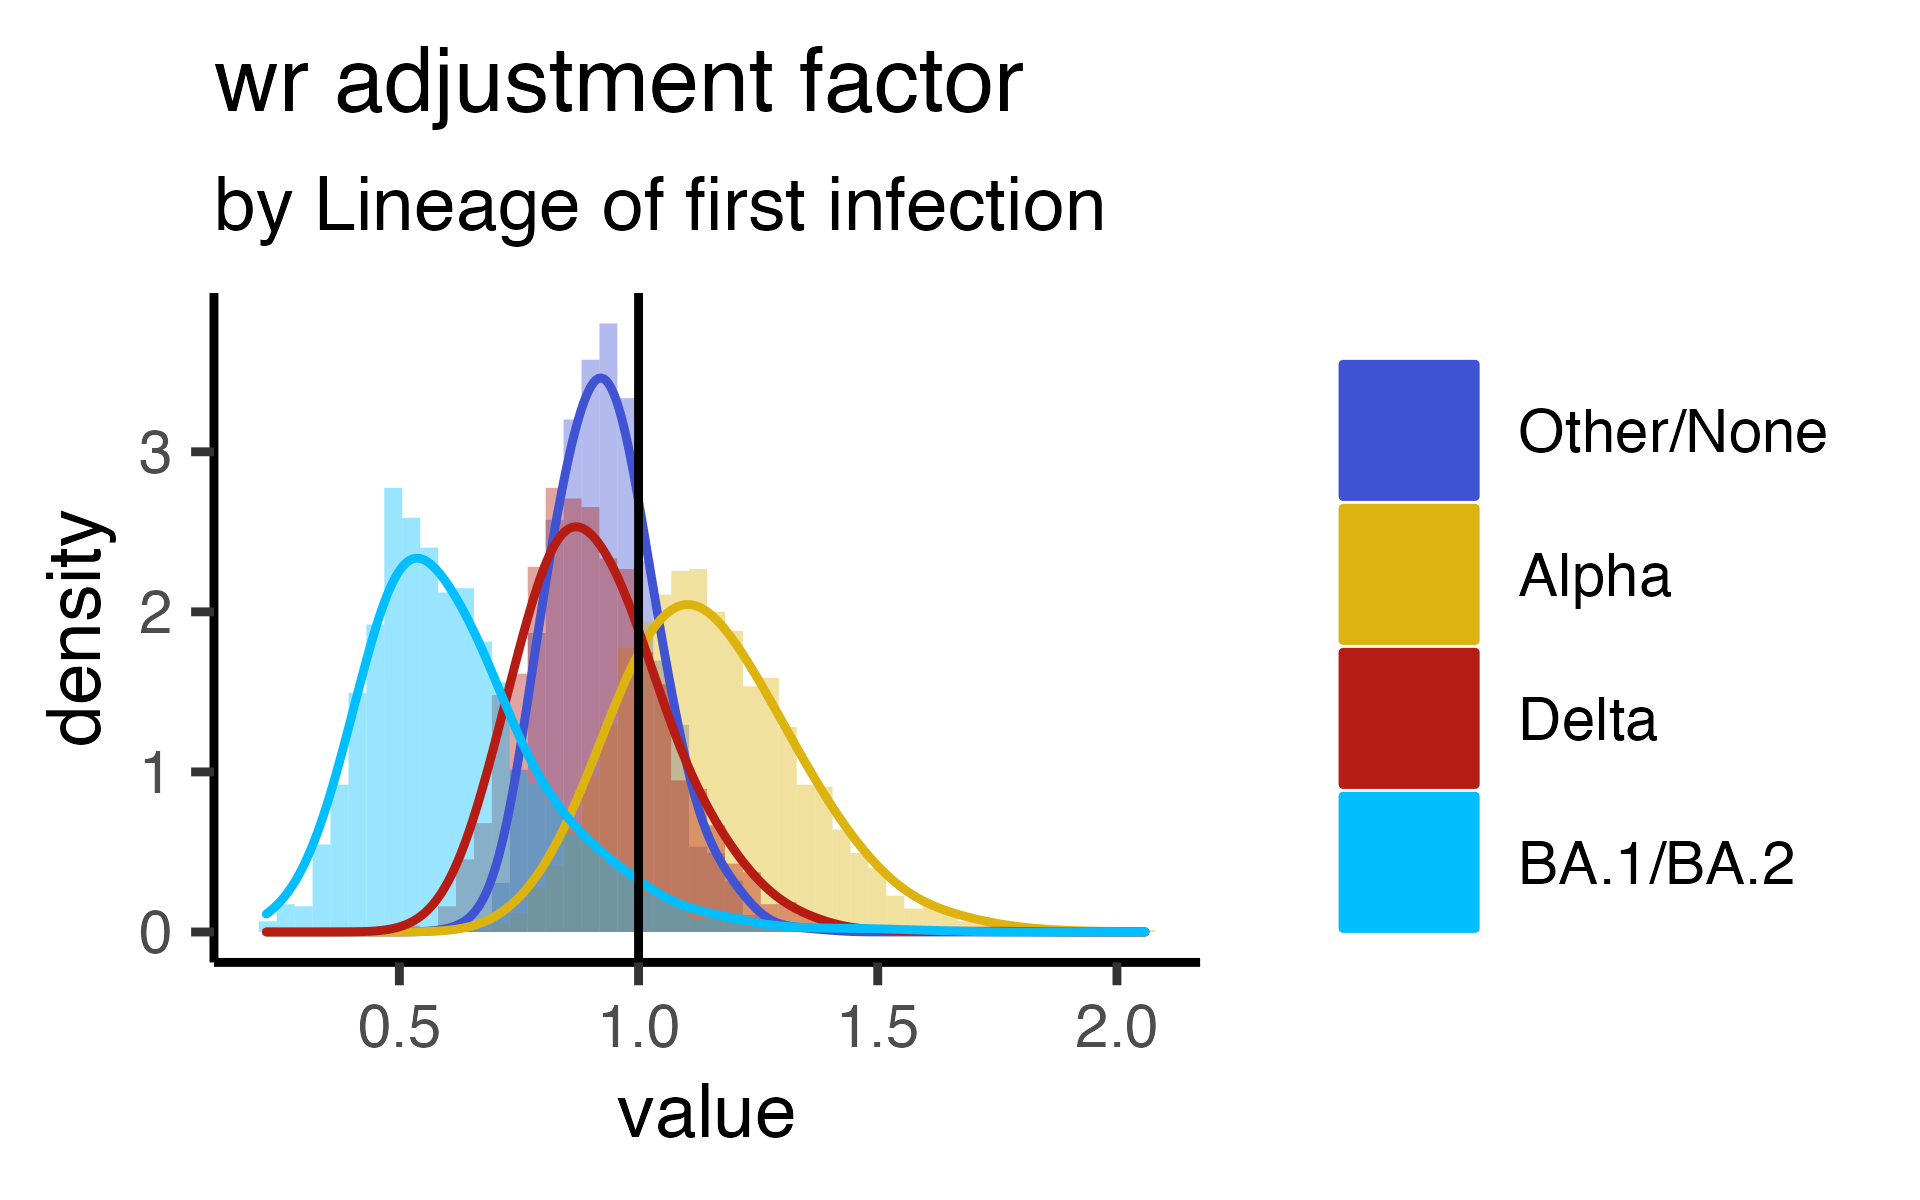 wr adjustment factor
by Lineage of first infection
density
3
2
1
0
0.5 1.0 1.5 2.0
value
Other/None
Alpha
Delta
BA.1/BA.2